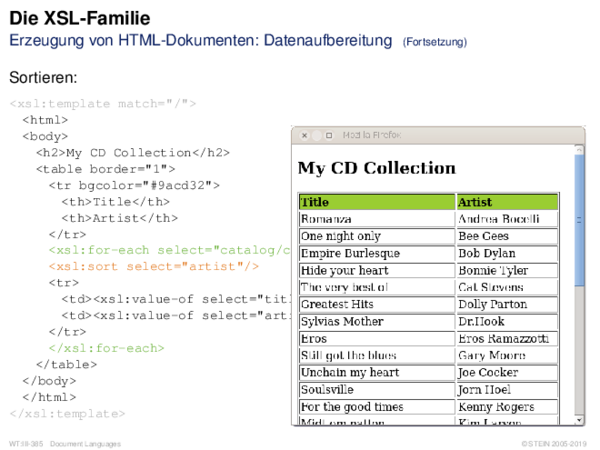 Die XSL-Familie
Erzeugung von HTML-Dokumenten: Datenaufbereitung (Fortsetzung)
Sortieren:
<xsl:template match="/">
<html>
<body>
<h2>My CD Collection</h2>
<table border="1">
<tr bgcolor="#9acd32">
<th>Title</th>
<th>Artist</th>
</tr>
<xsl:for-each select="catalog/c
<xsl:sort select="artist"/>
<tr>
<td><xsl:value-of select="titl
<td><xsl:value-of select="arti
</tr>
</xsl:for-each>
</table>
</body>
</html>
</xsl:template>
Mozilla Firefox
My CD Collection
Title Artist
Romanza Andrea Bocelli
One night only Bee Gees
Empire Burlesque Bob Dylan
Hide your heart Bonnie Tyler
The very best of Cat Stevens
Greatest Hits Dolly Parton
Sylvias Mother Dr.Hook
Eros Eros Ramazzotti
Still got the blues Gary Moore
Unchain my heart Joe Cocker
Soulsville Jorn Hoel
For the good times Kenny Rogers
Midt om natten Kim Larsen
WT:III-385 Document Languages
© STEIN 2005-2019